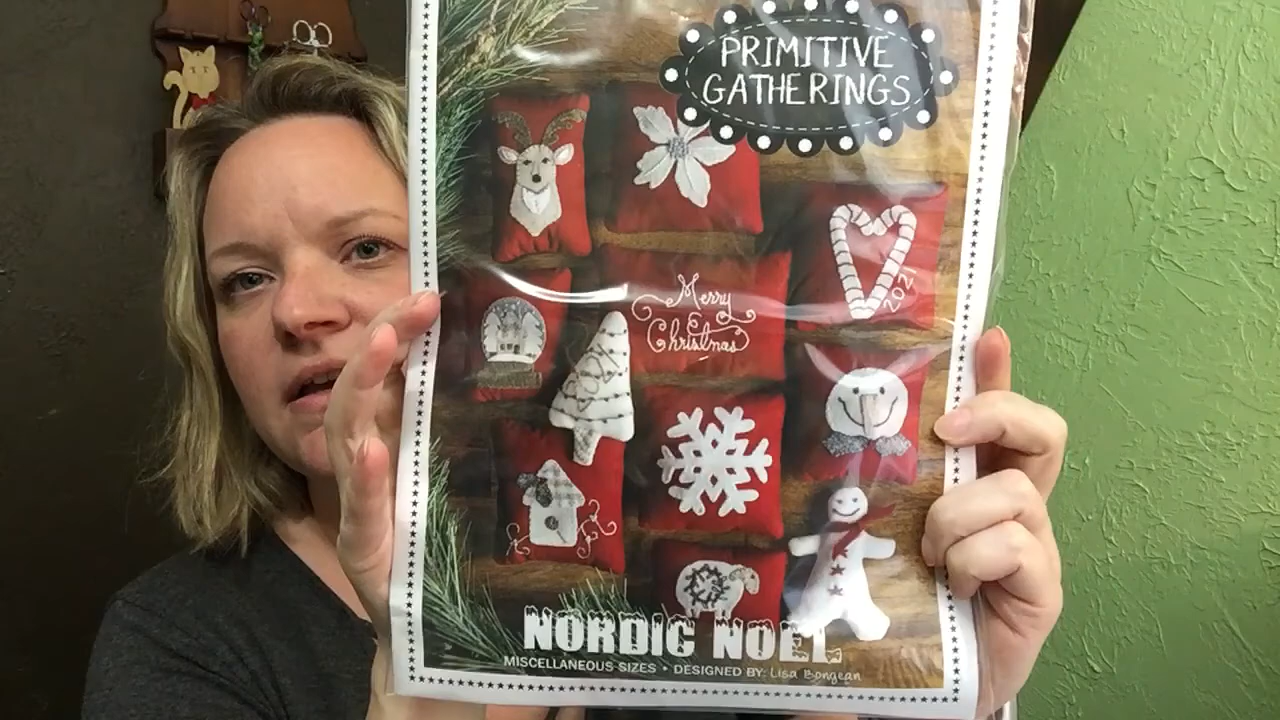 PRIMITIVE
GATHERINGS
2021
Merry
&
Christmas
NORDIC NOEL
MISCELLANEOUS SIZES • DESIGNED BY: Lisa Bongean